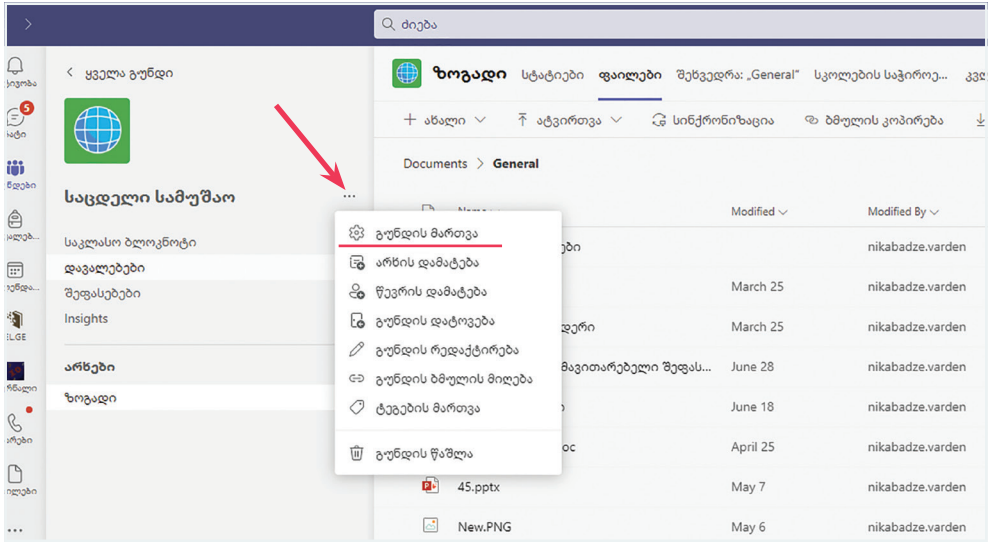 ძიება
ყველა გუნდი
საცდელი სამუშაო
...
საკლასო ბლოკნოტი
დავალებები
შეფასებები
Insights
არხები
ზოგადი
5
...
გუნდის მართვა
არხის დამატება
წევრის დამატება
გუნდის დატოვება
გუნდის რედაქტირება
გუნდის ბმულის მიღება
ტეგების მართვა
გუნდის წაშლა
ზოგადი სტატიები ფაილები შეხვედრა: „General" სკოლების საჭიროე...
ახალი ატვირთვა სინქრონიზაცია ბმულის კოპირება
Documents > General
Modified Modified By
nikabadze.varden
March 25 nikabadze.varden
March 25 nikabadze.varden
June 28 nikabadze.varden
June 18 nikabadze.varden
April 25 nikabadze.varden
45.pptx May 7 nikabadze.varden
New.PNG May 6 nikabadze.varden